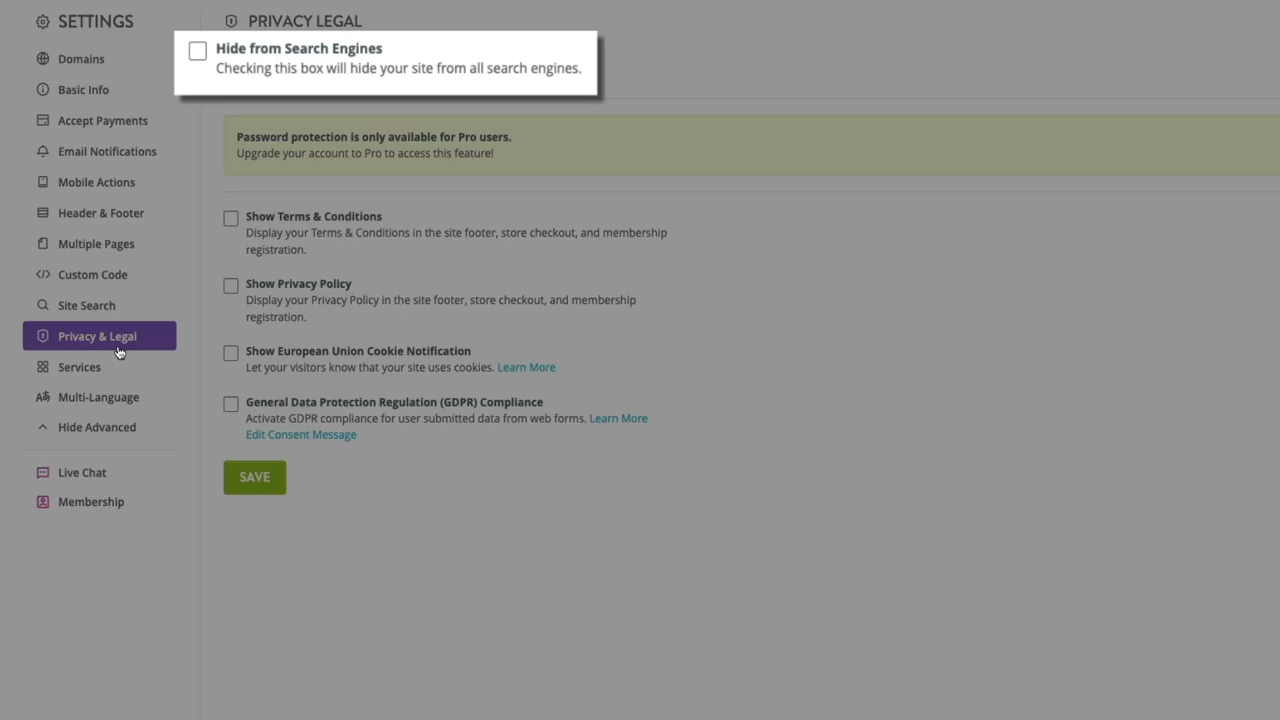 SETTINGS
Domains
Basic Info
Accept Payments
Email Notifications
Mobile Actions
Header & Footer
Multiple Pages
Custom Code
Site Search
Privacy & Legal
Services
Multi-Language
Hide Advanced
Live Chat
Membership
PRIVACY LEGAL
Hide from Search Engines
Checking this box will hide your site from all search engines.
Password protection is only available for Pro users.
Upgrade your account to Pro to access this feature!
Show Terms & Conditions
Display your Terms & Conditions in the site footer, store checkout, and membership
registration.
Show Privacy Policy
Display your Privacy Policy in the site footer, store checkout, and membership
registration.
Show European Union Cookie Notification
Let your visitors know that your site uses cookies. Learn More
General Data Protection Regulation (GDPR) Compliance
Activate GDPR compliance for user submitted data from web forms. Learn More
Edit Consent Message
SAVE